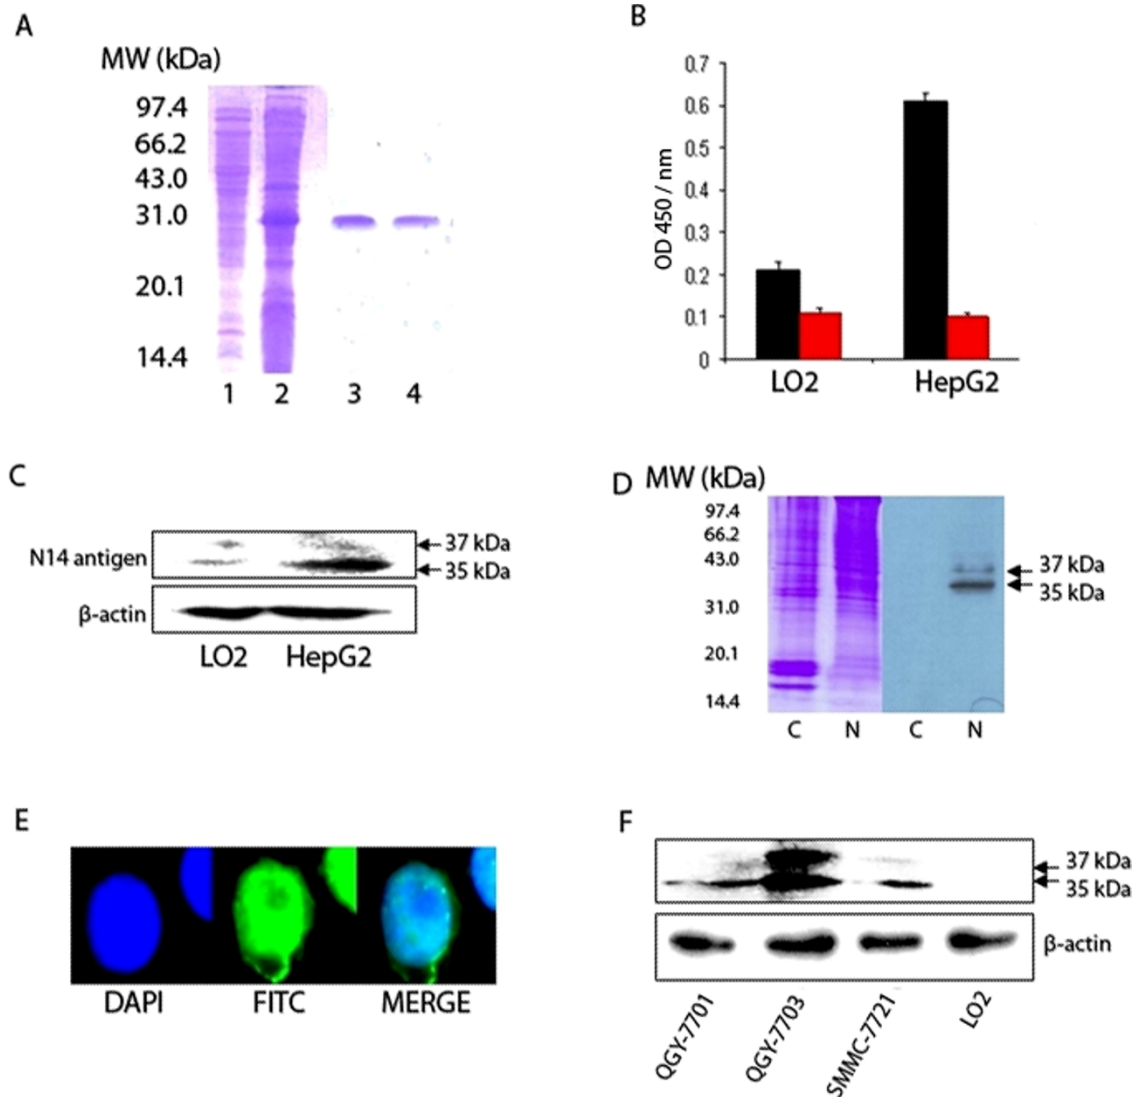 A
MW (kDa)
97.4
66.2
43.0
31.0
20.1
14.4
1 2 3 4
B
0.7
0.6
0.5
0.4
0.3
0.2
0.1
0
OD 450 / nm
LO2 HepG2
C
N14 antigen
37 kDa
35 kDa
β-actin
LO2 HepG2
D MW (kDa)
97.4
66.2
43.0
31.0
20.1
14.4
37 kDa
35 kDa
C N C N
E
DAPI FITC MERGE
F
37 kDa
35 kDa
β-actin
QGY-7701
QGY-7703
SMMC-7721
LO2